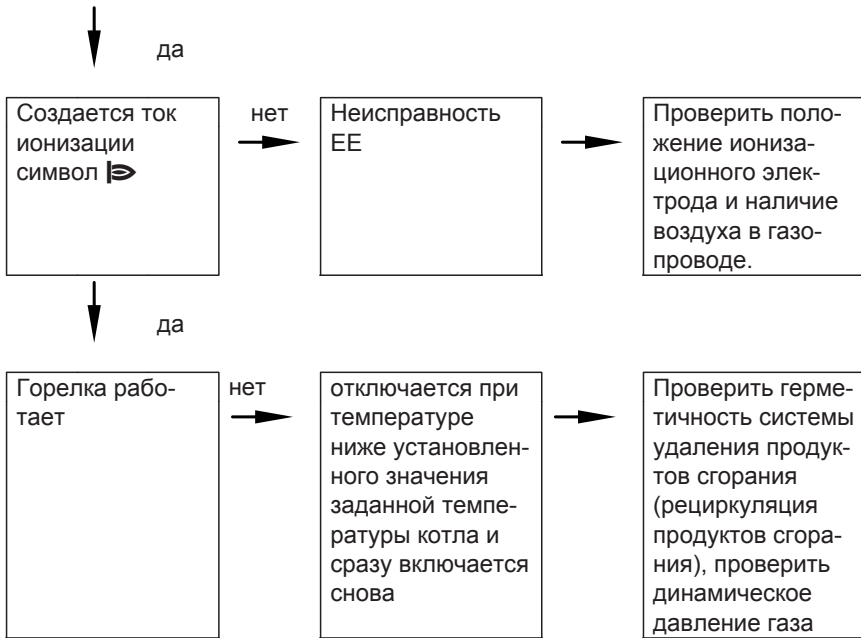 да
Создается ток
ионизации
символ
нет
Неисправность
EE
Проверить поло-
жение иониза-
ционного элек-
трода и наличие
воздуха в газо-
проводе.
да
Горелка рабо-
тает
нет
отключается при
температуре
ниже установлен-
ного значения
заданной темпе-
ратуры котла и
сразу включается
снова
Проверить герме-
тичность системы
удаления продук-
тов сгорания
(рециркуляция
продуктов сгора-
ния), проверить
динамическое
давление газа